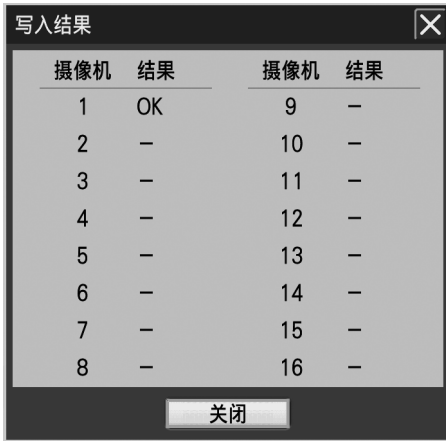 写入结果
摄像机 结果 摄像机 结果
1 OK 9 –
2 – 10 –
3 – 11 –
4 – 12 –
5 – 13 –
6 – 14 –
7 – 15 –
8 – 16 –
关闭